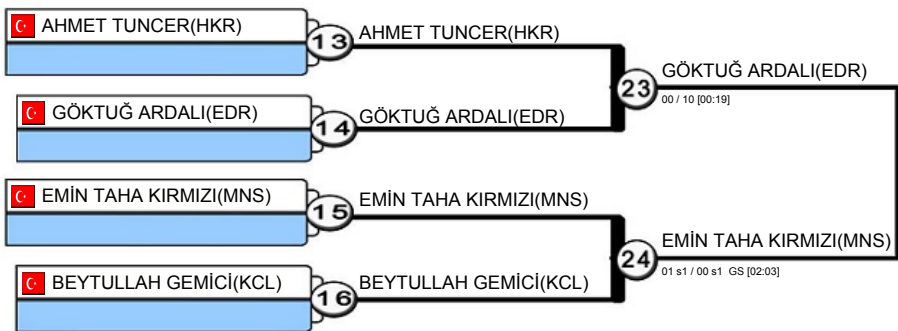 AHMET TUNCER(HKR)
13
AHMET TUNCER(HKR)
23
GÖKTUĞ ARDALI(EDR)
00 / 10 [00:19]
GÖKTUĞ ARDALI(EDR)
14
GÖKTUĞ ARDALI(EDR)
EMİN TAHA KIRMIZI(MNS)
15
EMİN TAHA KIRMIZI(MNS)
24
EMİN TAHA KIRMIZI(MNS)
01 s1 / 00 s1 GS [02:03]
BEYTULLAH GEMİCİ(KCL)
16
BEYTULLAH GEMİCİ(KCL)